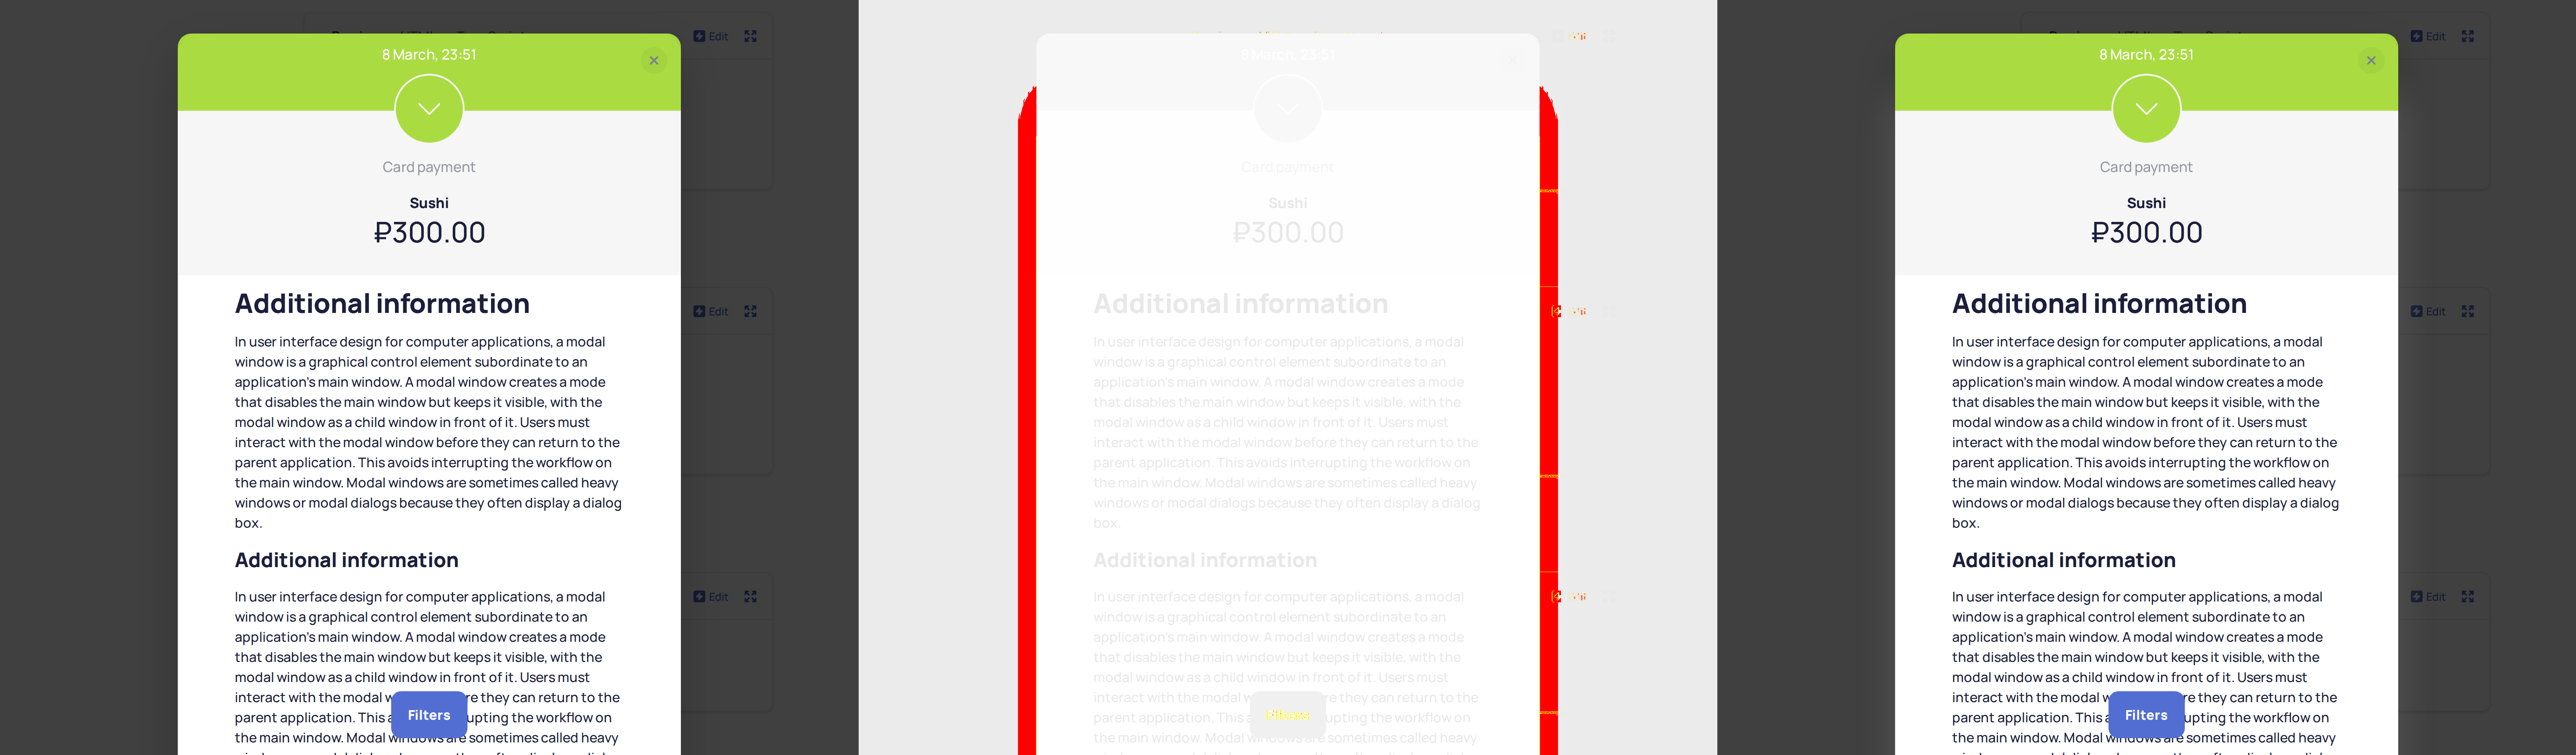 Edit
8 March, 23:51
Card payment
Sushi
₽300.00
Additional information
In user interface design for computer applications, a modal
window is a graphical control element subordinate to an
application's main window. A modal window creates a mode
that disables the main window but keeps it visible, with the
modal window as a child window in front of it. Users must
interact with the modal window before they can return to the
parent application. This avoids interrupting the workflow on
the main window. Modal windows are sometimes called heavy
windows or modal dialogs because they often display a dialog
box.
Additional information
In user interface design for computer applications, a modal
window is a graphical control element subordinate to an
application's main window. A modal window creates a mode
that disables the main window but keeps it visible, with the
modal window as a child window in front of it. Users must
interact with the modal re they can return to the
parent application. This upting the workflow on
the main window. Modal windows are sometimes called heavy
Filters
Edit
Edit
8 March, 23:51
Card payment
Sushi
₽300.00
Additional information
In user interface design for computer applications, a modal
window is a graphical control element subordinate to an
application's main window. A modal window creates a mode
that disables the main window but keeps it visible, with the
modal window as a child window in front of it. Users must
interact with the modal window before they can return to the
parent application. This avoids interrupting the workflow on
the main window. Modal windows are sometimes called heavy
windows or modal dialogs because they often display a dialog
box.
Additional information
In user interface design for computer applications, a modal
window is a graphical control element subordinate to an
application's main window. A modal window creates a mode
that disables the main window but keeps it visible, with the
modal window as a child window in front of it. Users must
interact with the modal re they can return to the
parent application. This upting the workflow on
the main window. Modal windows are sometimes called heavy
Edit
8 March, 23:51
Card payment
Sushi
₽300.00
Additional information
In user interface design for computer applications, a modal
window is a graphical control element subordinate to an
application's main window. A modal window creates a mode
that disables the main window but keeps it visible, with the
modal window as a child window in front of it. Users must
interact with the modal window before they can return to the
parent application. This avoids interrupting the workflow on
the main window. Modal windows are sometimes called heavy
windows or modal dialogs because they often display a dialog
box.
Additional information
In user interface design for computer applications, a modal
window is a graphical control element subordinate to an
application's main window. A modal window creates a mode
that disables the main window but keeps it visible, with the
modal window as a child window in front of it. Users must
interact with the modal re they can return to the
parent application. This upting the workflow on
the main window. Modal windows are sometimes called heavy
Filters
Edit
Edit